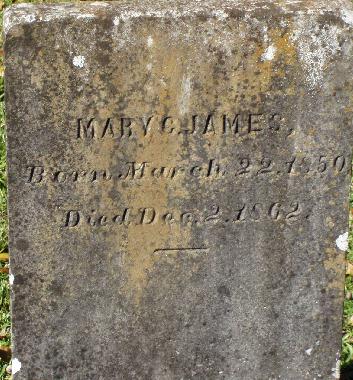 MARY C. JAMES,
Born March 22. 1850
Died Dec. 2. 1862.